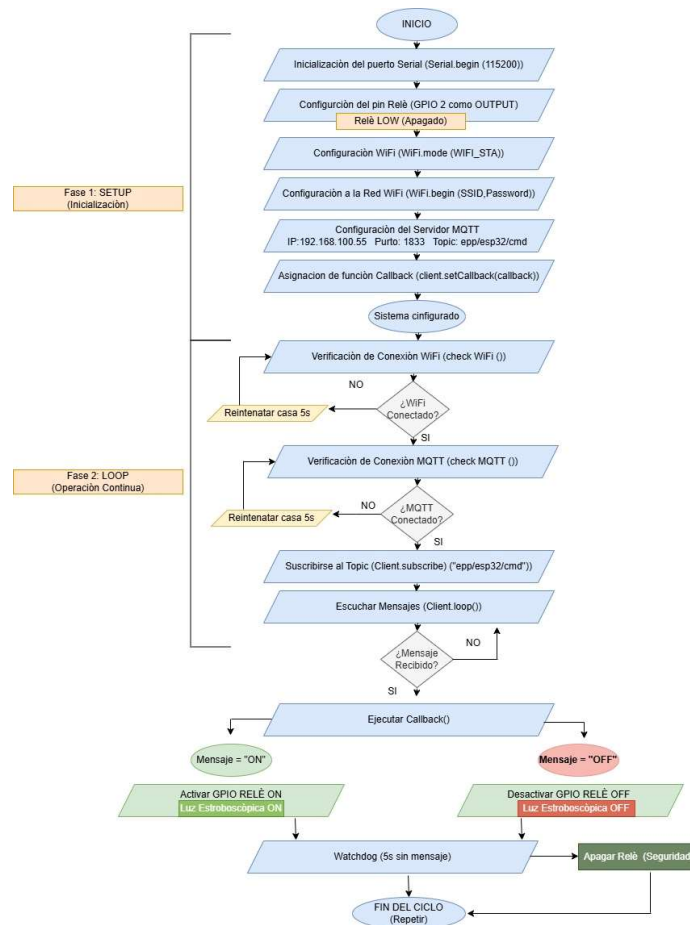 INICIO
Inicializaciòn del puerto Serial (Serial.begin (115200))
Configurciòn del pin Relè (GPIO 2 como OUTPUT)
Relè LOW (Apagado)
Configuraciòn WiFi (WiFi.mode (WIFI_STA))
Fase 1: SETUP
(Inicializaciòn)
Configuraciòn a la Red WiFi (WiFi.begin (SSID,Password))
Configuraciòn del Servidor MQTT
IP:192.168.100.55 Purto: 1833 Topic: epp/esp32/cmd
Asignacion de funciòn Callback (client.setCallback(callback))
Sistema cinfigurado
Verificaciòn de Conexiòn WiFi (check WiFi ())
NO
¿WiFi
Conectado?
Reintenatar casa 5s
SI
Verificaciòn de Conexiòn MQTT (check MQTT ())
Fase 2: LOOP
(Operaciòn Continua)
NO
¿MQTT
Conectado?
Reintenatar casa 5s
SI
Suscribirse al Topic (Client.subscribe) ("epp/esp32/cmd"))
Escuchar Mensajes (Client.loop())
NO
¿Mensaje
Recibido?
SI
Ejecutar Callback()
Mensaje = "ON"
Mensaje = "OFF"
Activar GPIO RELÈ ON
Luz Estroboscòpica ON
Desactivar GPIO RELÈ OFF
Luz Estroboscòpica OFF
Watchdog (5s sin mensaje)
Apagar Relè (Seguridad
FIN DEL CICLO
(Repetir)